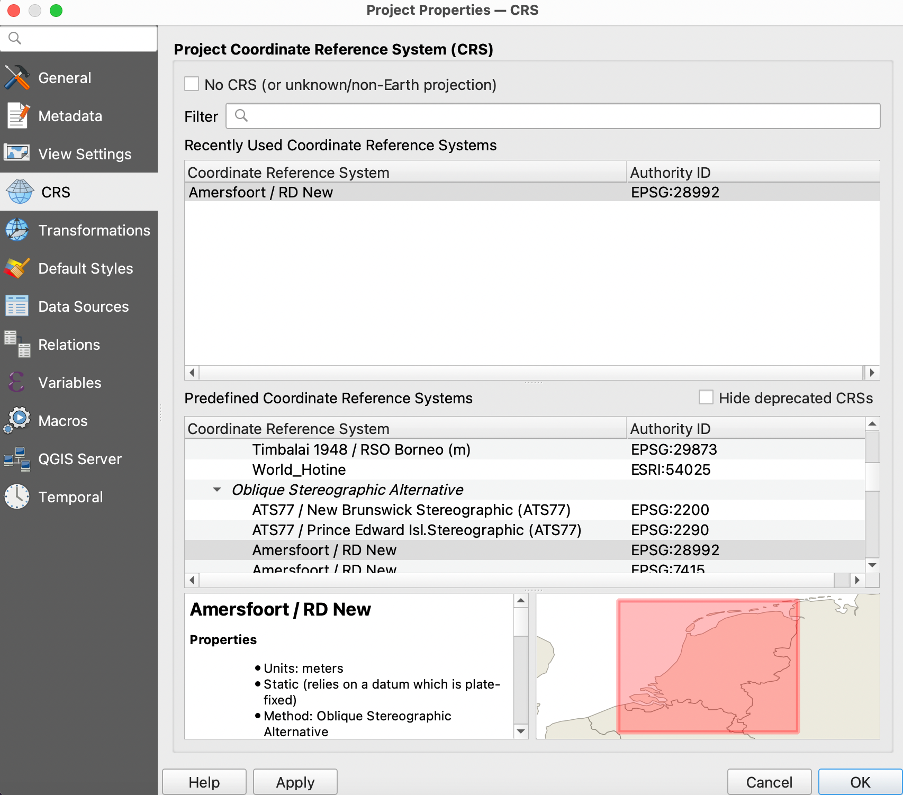 Project Properties — CRS
General
Metadata
View Settings
CRS
Transformations
Default Styles
Data Sources
Relations
Variables
Macros
QGIS Server
Temporal
Project Coordinate Reference System (CRS)
No CRS (or unknown/non-Earth projection)
Filter
Recently Used Coordinate Reference Systems
Coordinate Reference System Authority ID
Amersfoort / RD New EPSG:28992
Predefined Coordinate Reference Systems Hide deprecated CRSs
Coordinate Reference System Authority ID
Timbalai 1948 / RSO Borneo (m) EPSG:29873
World_Hotine ESRI:54025
Oblique Stereographic Alternative
ATS77 / New Brunswick Stereographic (ATS77) EPSG:2200
ATS77 / Prince Edward Isl.Stereographic (ATS77) EPSG:2290
Amersfoort / RD New EPSG:28992
Amersfoort / RD New EPSG:7415
Amersfoort / RD New
Properties
• Units: meters
• Static (relies on a datum which is plate-
fixed)
• Method: Oblique Stereographic
Alternative
Help Apply Cancel OK